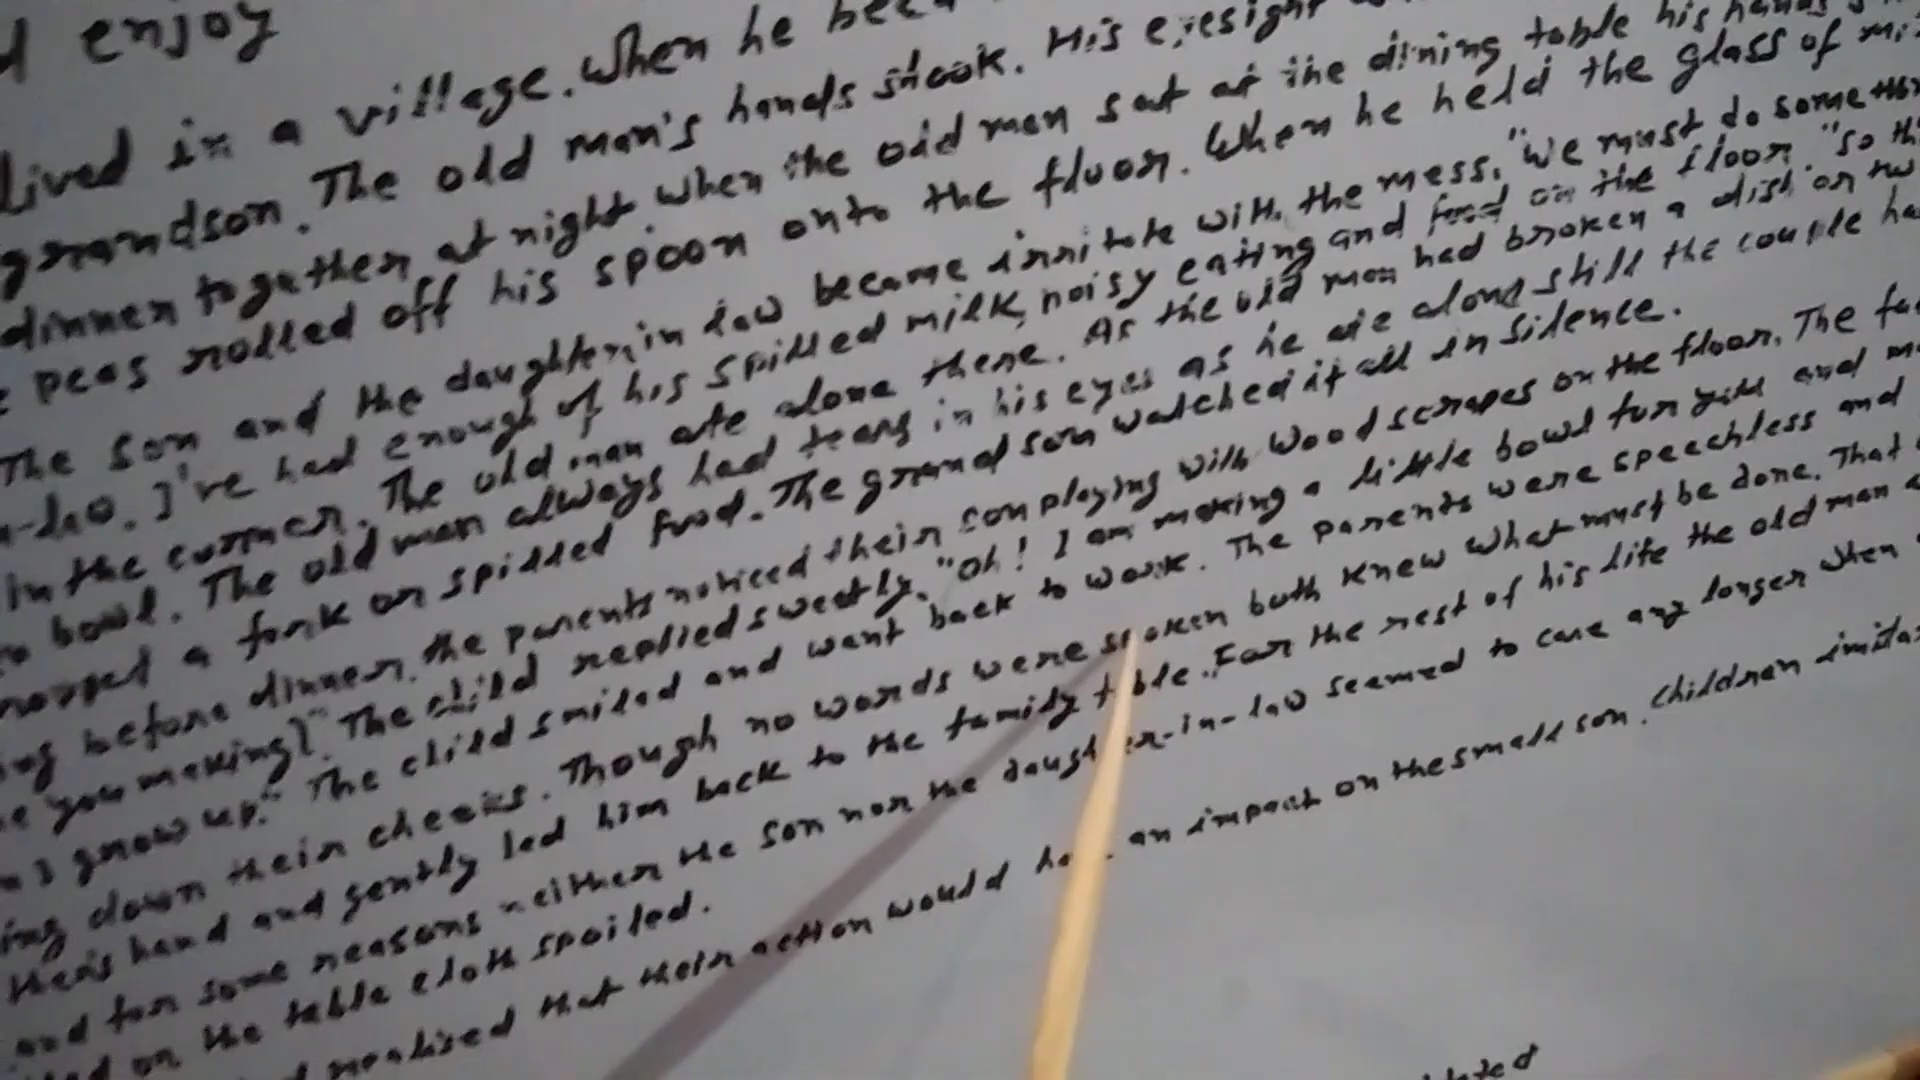 enjoy
lived in a village. When he
grandson. The old man's hands shook. His eyesight
dinner together at night. When the old man sat at the dining table his hands
peas rolled off his spoon onto the floor. When he held the glass of
The son and the daughter in law became irritate with the mess. "We must do
I've had enough of his spilled milk, noisy eating and food on the floor." So
in the corner. The old man ate alone there. As the old man had broken a dish or
bowl. The old man always had tears in his eyes as he ate alone still the couple
a fork or spilled food. The grand son watched it all in silence.
before dinner, the parents noticed their son playing with wood scrapes on the floor. The
you making?" The child replied sweetly. "Oh! I am making a little bowl for you and
grow up." The child smiled and want back to work. The parents were speechless and
down their cheeks. Though no words were spoken both knew what must be done. That
hand and gently led him back to the family table. For the rest of his life the old man
and for some reasons neither the son nor the daughter-in-law seemed to care any longer when
on the table cloth spoiled.
realised that their action would have an impact on the small son. Children